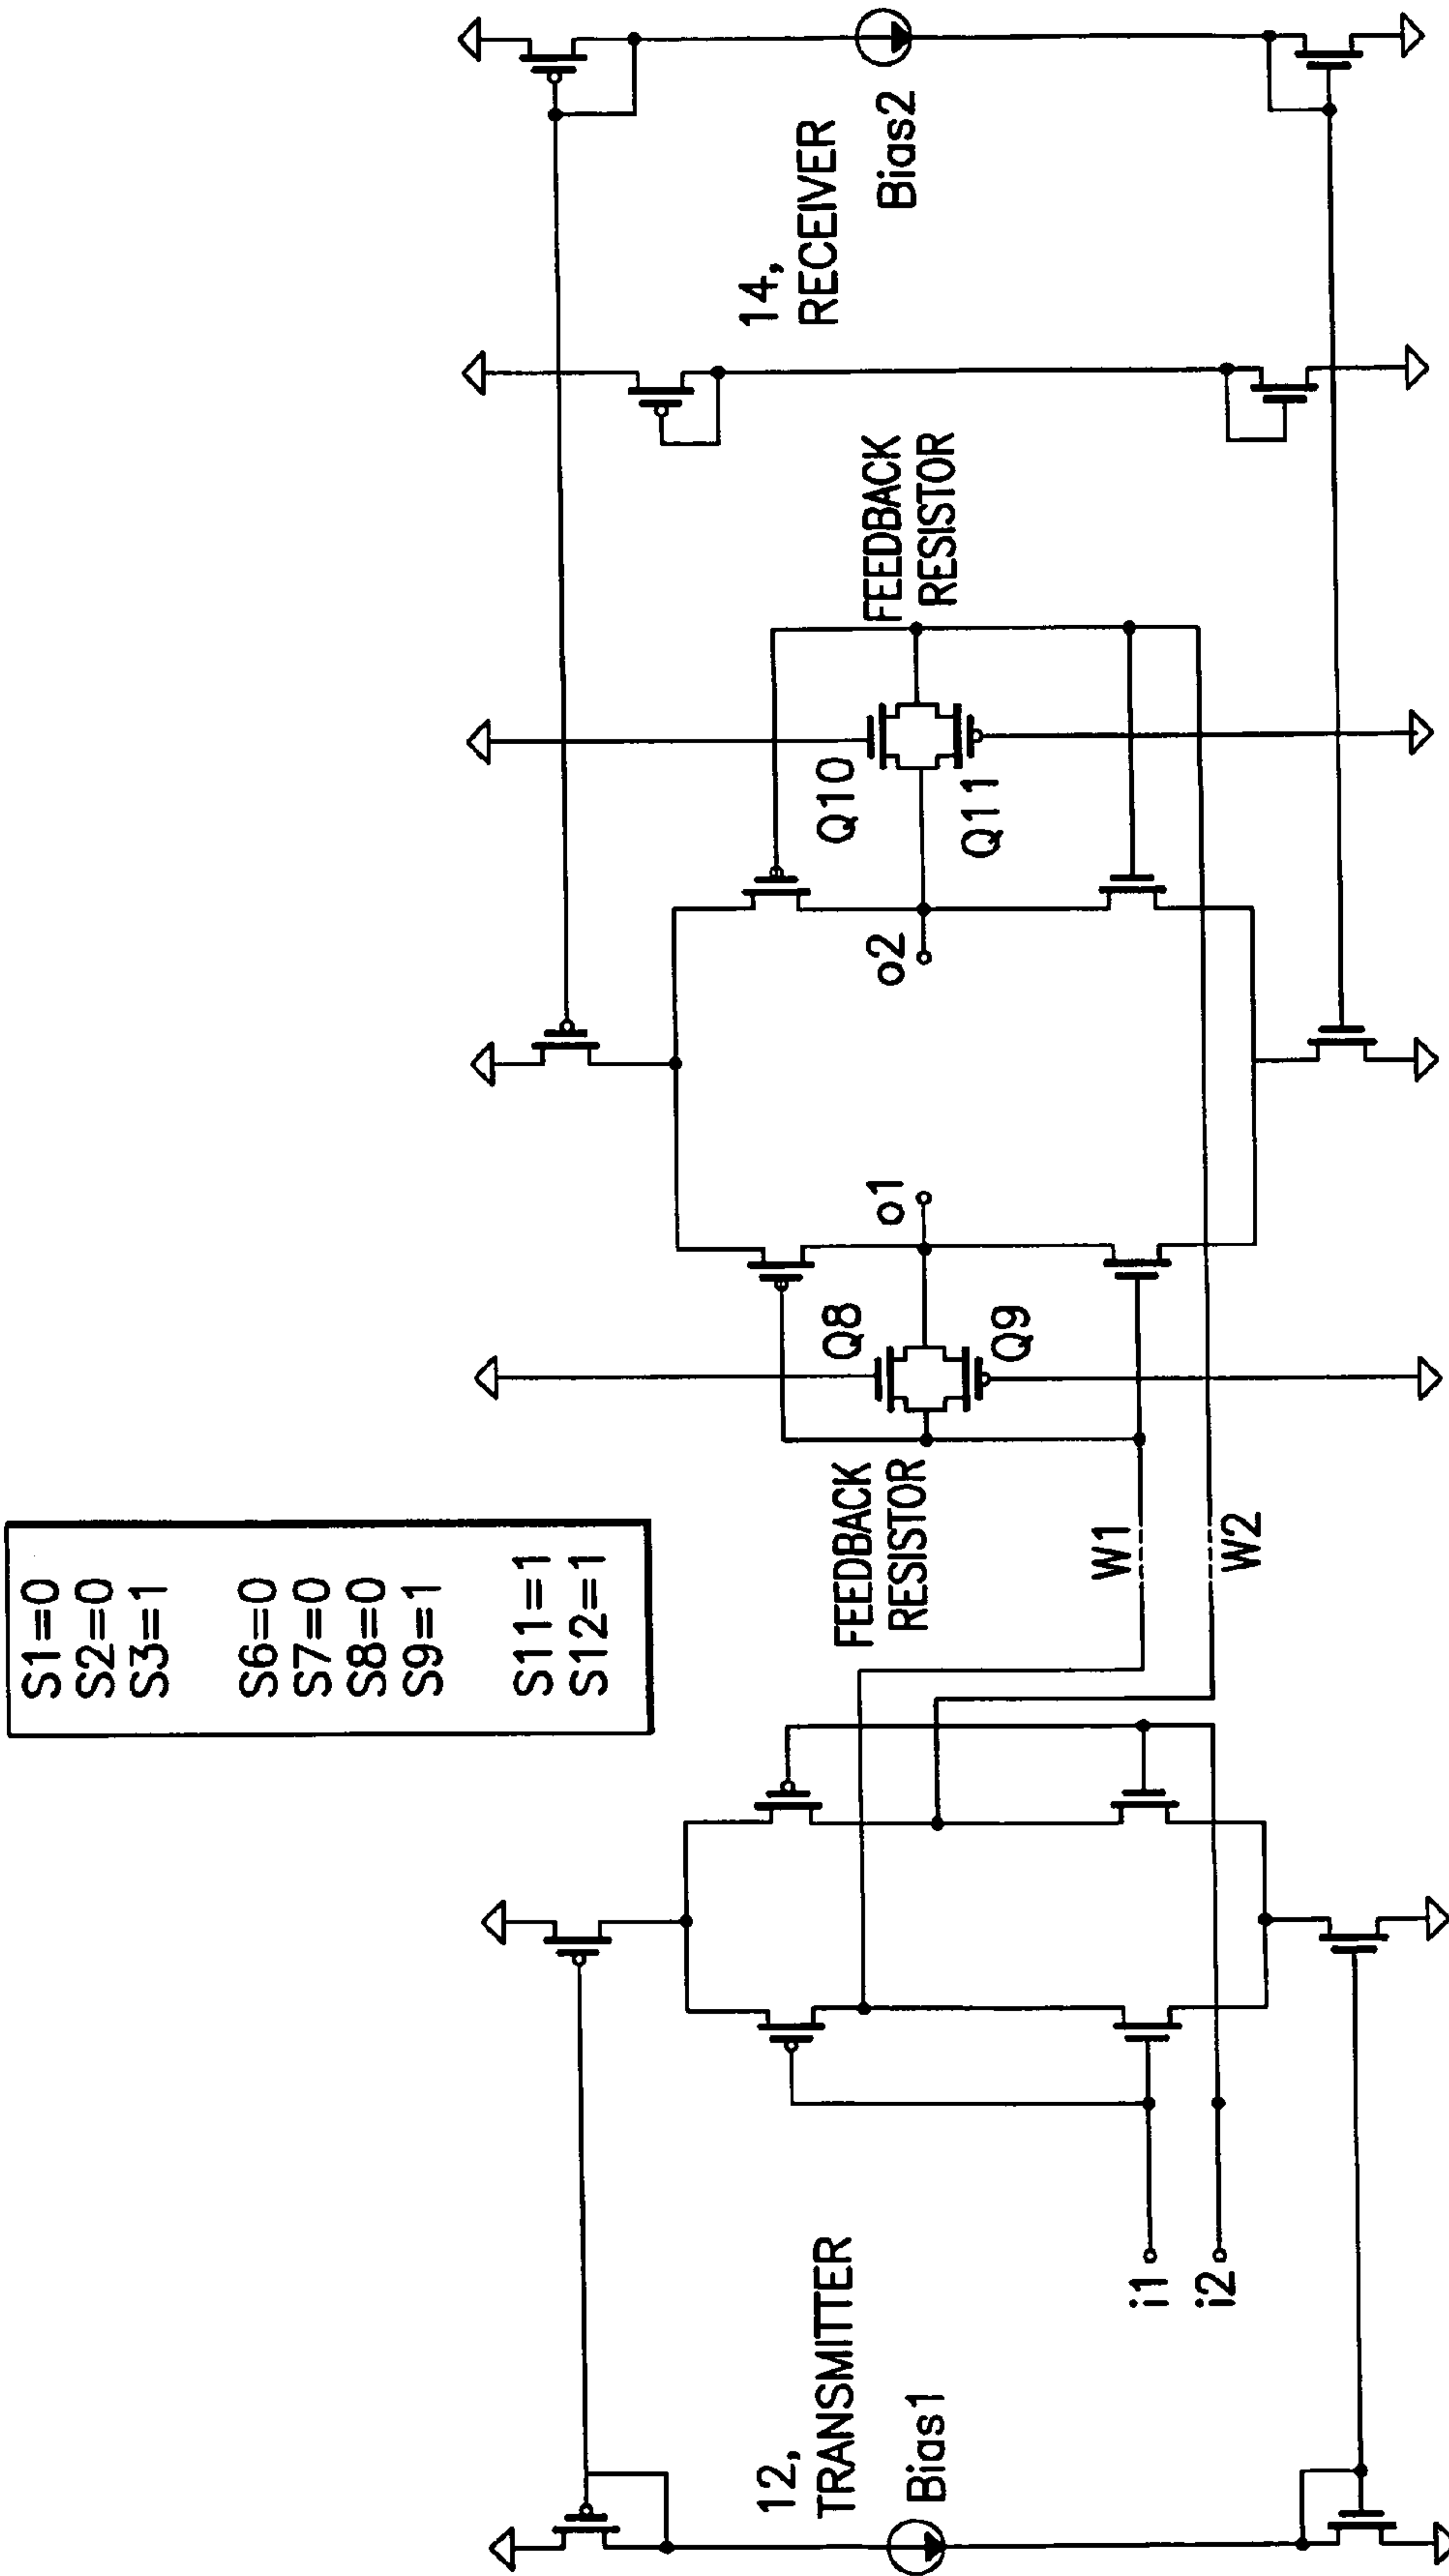 S1=0
S2=0
S3=1
S6=0
S7=0
S8=0
S9=1
S11=1
S12=1
12,
TRANSMITTER
Bias1
i1
i2
W1
W2
FEEDBACK
RESISTOR
Q8
Q9
o1
o2
Q10
Q11
FEEDBACK
RESISTOR
14,
RECEIVER
Bias2